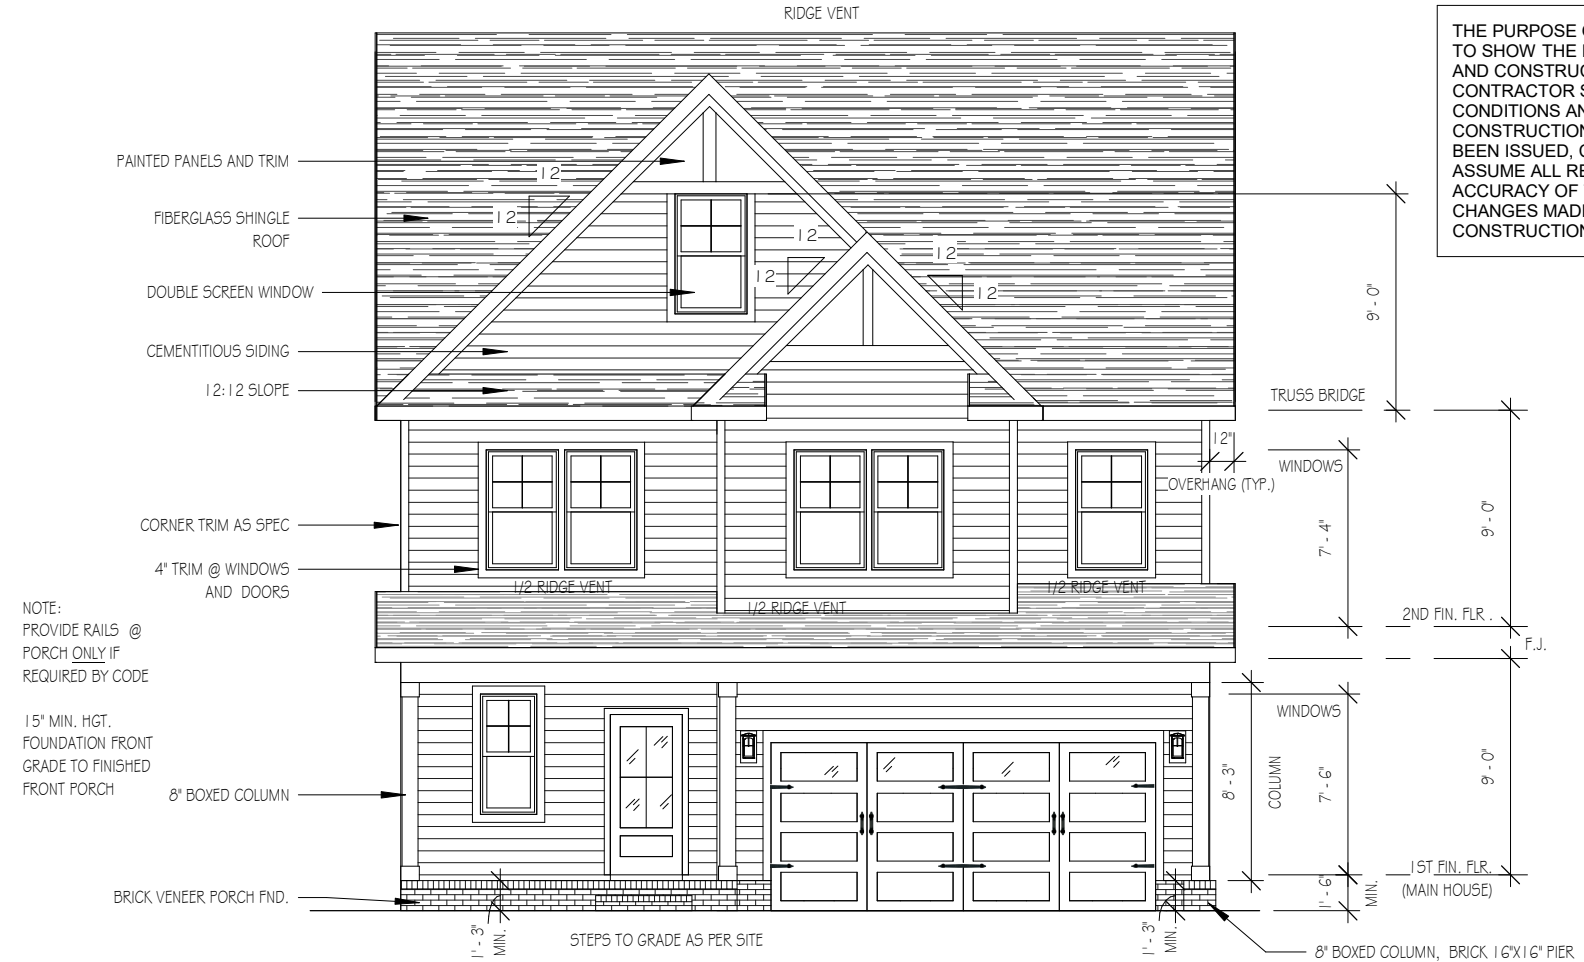 RIDGE VENT
THE PURPOSE
TO SHOW THE
AND CONSTRUC
CONTRACTOR
CONDITIONS AN
CONSTRUCTION
BEEN ISSUED,
ASSUME ALL RE
ACCURACY OF
CHANGES MADE
CONSTRUCTION
PAINTED PANELS AND TRIM
12
12
FIBERGLASS SHINGLE
ROOF
12
12
12
12
DOUBLE SCREEN WINDOW
9' - 0"
CEMENTITIOUS SIDING
12:12 SLOPE
TRUSS BRIDGE
12"
WINDOWS
OVERHANG (TYP.)
CORNER TRIM AS SPEC
7' - 4"
9' - 0"
4" TRIM @ WINDOWS
AND DOORS
1/2 RIDGE VENT
1/2 RIDGE VENT
1/2 RIDGE VENT
2ND FIN. FLR .
F.J.
NOTE:
PROVIDE RAILS @
PORCH ONLY IF
REQUIRED BY CODE
15" MIN. HGT.
FOUNDATION FRONT
GRADE TO FINISHED
FRONT PORCH
WINDOWS
8' - 3"
COLUMN
7' - 6"
9' - 0"
8" BOXED COLUMN
1ST FIN. FLR.
(MAIN HOUSE)
BRICK VENEER PORCH FND.
1' - 6"
MIN.
1' - 3"
MIN.
STEPS TO GRADE AS PER SITE
1' - 3"
MIN.
8" BOXED COLUMN, BRICK 16"X16" PIER